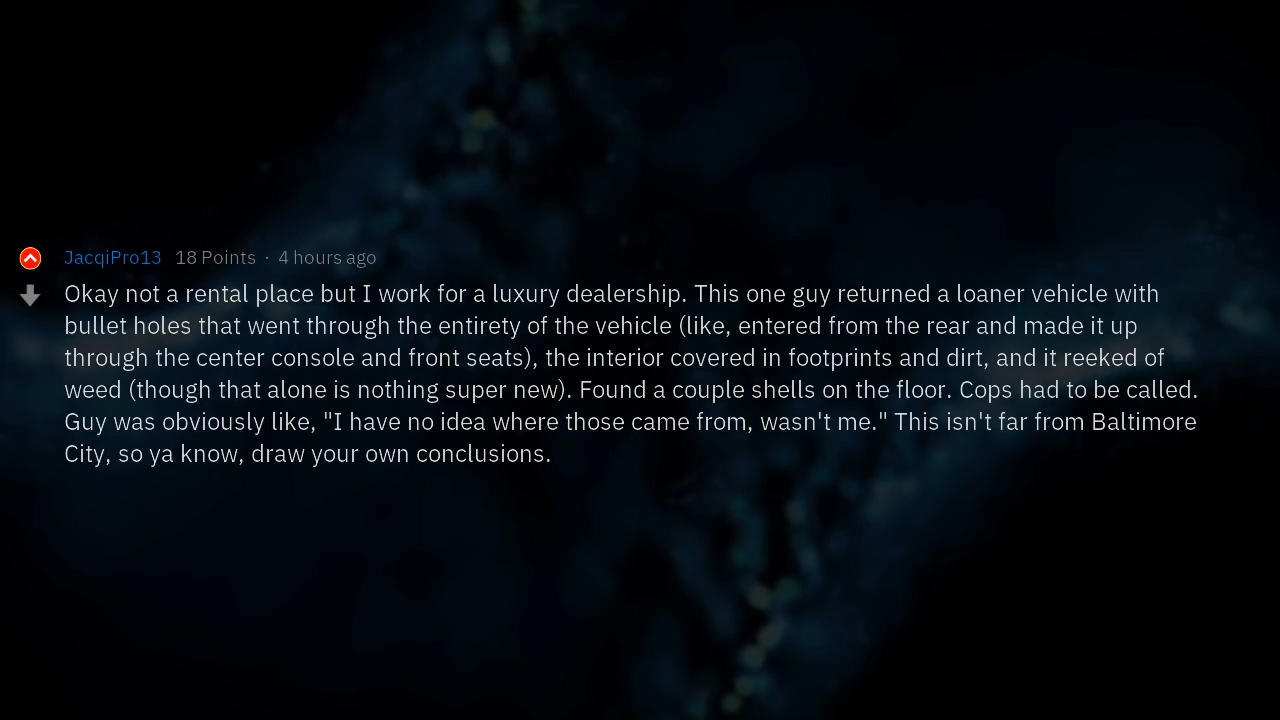 JacqiPro13 18 Points · 4 hours ago
Okay not a rental place but I work for a luxury dealership. This one guy returned a loaner vehicle with
bullet holes that went through the entirety of the vehicle (like, entered from the rear and made it up
through the center console and front seats), the interior covered in footprints and dirt, and it reeked of
weed (though that alone is nothing super new). Found a couple shells on the floor. Cops had to be called.
Guy was obviously like, "I have no idea where those came from, wasn't me." This isn't far from Baltimore
City, so ya know, draw your own conclusions.